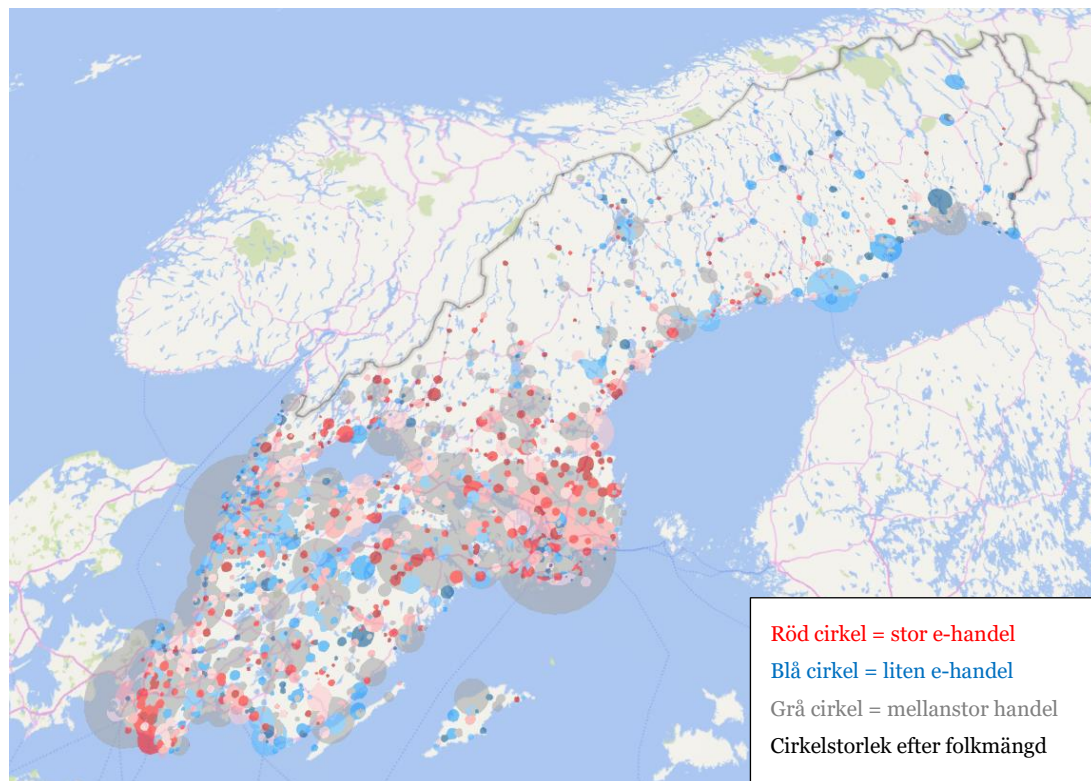 Röd cirkel = stor e-handel
Blå cirkel = liten e-handel
Grå cirkel = mellanstor handel
Cirkelstorlek efter folkmängd